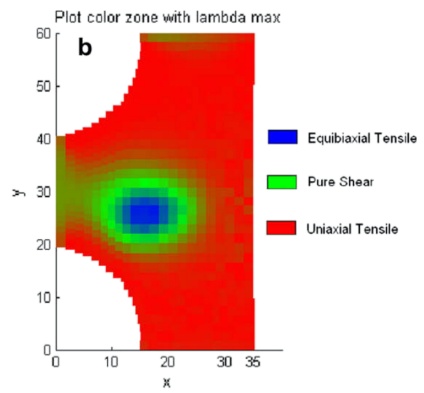 Plot color zone with lambda max
b
60
50
40
30
20
10
0
y
0 10 20 30 35
x
Equibiaxial Tensile
Pure Shear
Uniaxial Tensile